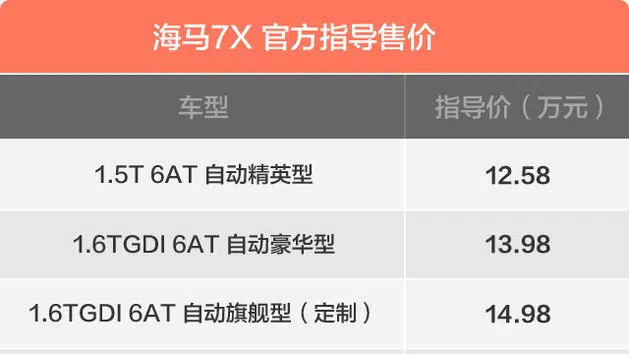 海马7X 官方指导售价
车型 指导价（万元）
1.5T 6AT 自动精英型 12.58
1.6TGDI 6AT 自动豪华型 13.98
1.6TGDI 6AT 自动旗舰型（定制） 14.98